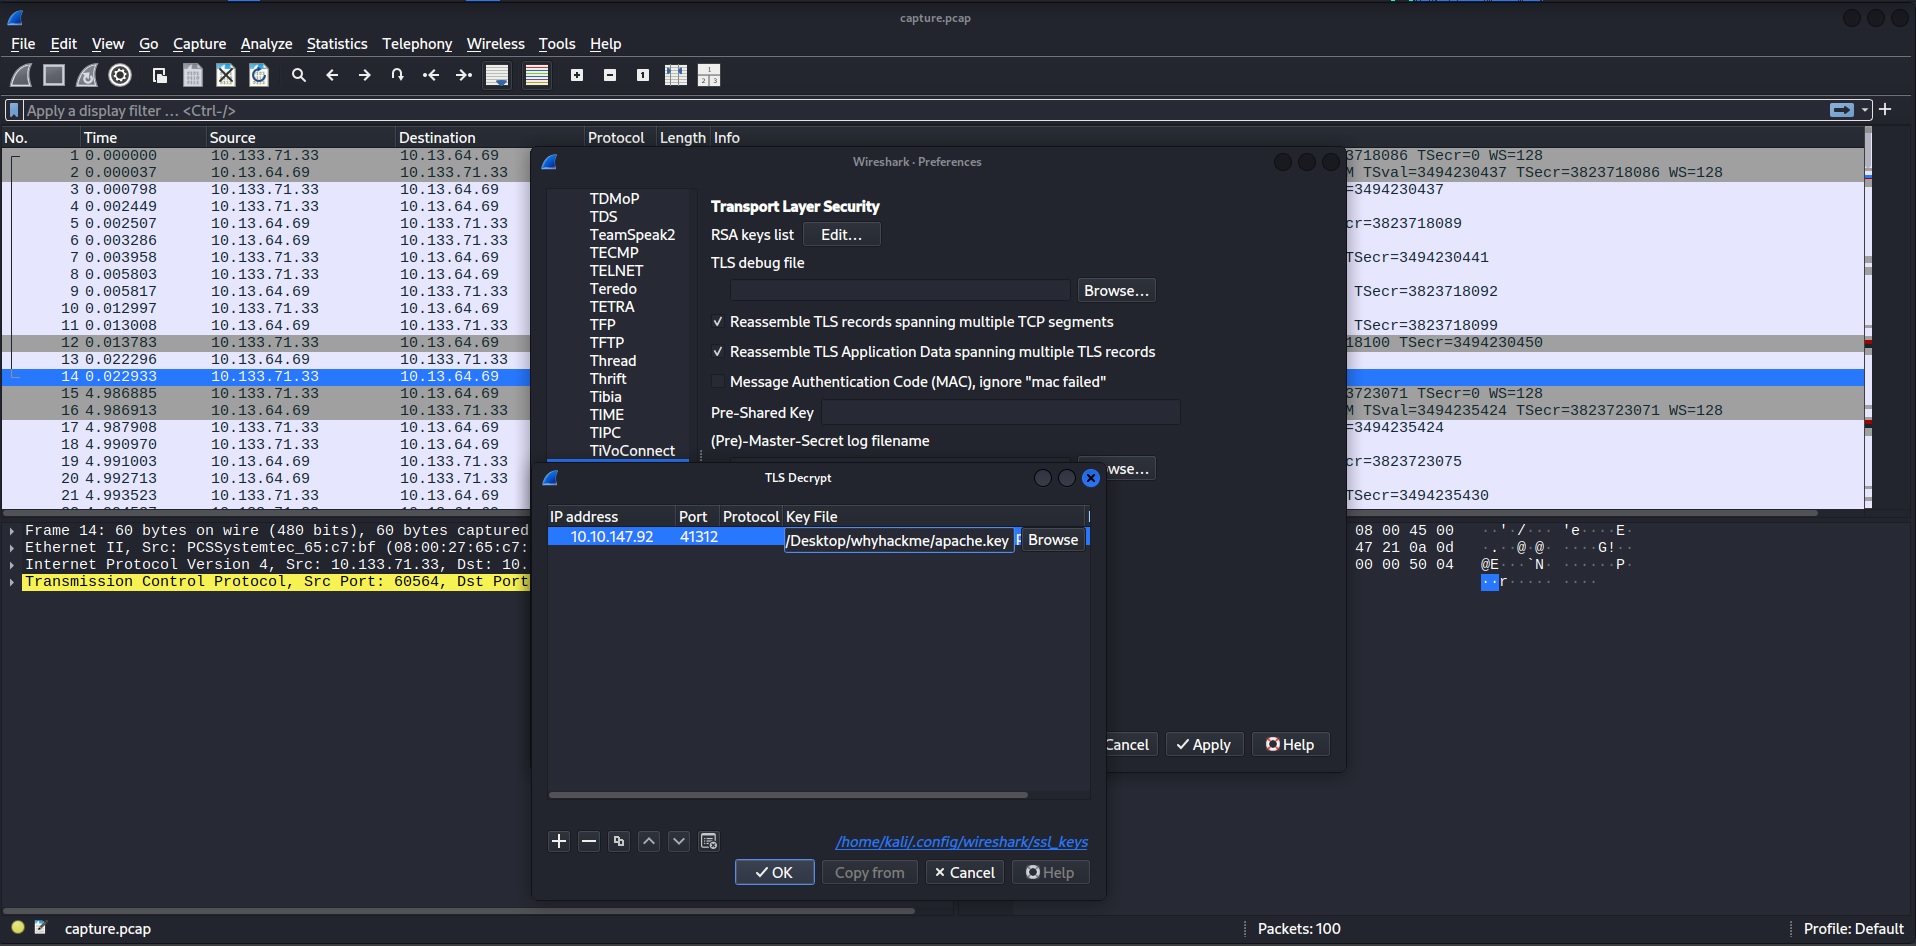 capture.pcap
File Edit View Go Capture Analyze Statistics Telephony Wireless Tools Help
Apply a display filter … <Ctrl-/>
No. Time Source Destination Protocol Length Info
1 0.000000 10.133.71.33 10.13.64.69 3718086 TSecr=0 WS=128
2 0.000037 10.13.64.69 10.133.71.33 M TSval=3494230437 TSecr=3823718086 WS=128
3 0.000798 10.133.71.33 10.13.64.69 =3494230437
4 0.002449 10.133.71.33 10.13.64.69
5 0.002507 10.13.64.69 10.133.71.33 cr=3823718089
6 0.003286 10.133.71.33 10.13.64.69
7 0.003958 10.13.64.69 10.133.71.33 TSecr=3494230441
8 0.005803 10.133.71.33 10.13.64.69
9 0.005817 10.13.64.69 10.133.71.33 TSecr=3823718092
10 0.012997 10.133.71.33 10.13.64.69
11 0.013008 10.13.64.69 10.133.71.33 TSecr=3823718099
12 0.013783 10.133.71.33 10.13.64.69 18100 TSecr=3494230450
13 0.022296 10.13.64.69 10.133.71.33
14 0.022933 10.133.71.33 10.13.64.69
15 4.986885 10.133.71.33 10.13.64.69 3723071 TSecr=0 WS=128
16 4.986913 10.13.64.69 10.133.71.33 M TSval=3494235424 TSecr=3823723071 WS=128
17 4.987908 10.133.71.33 10.13.64.69 =3494235424
18 4.990970 10.133.71.33 10.13.64.69
19 4.991003 10.13.64.69 10.133.71.33 cr=3823723075
20 4.992713 10.13.64.69 10.133.71.33
21 4.993523 10.133.71.33 10.13.64.69 TSecr=3494235430
Wireshark · Preferences
TDMoP
TDS
TeamSpeak2
TECMP
TELNET
Teredo
TETRA
TFP
TFTP
Thread
Thrift
Tibia
TIME
TIPC
TiVoConnect
Transport Layer Security
RSA keys list Edit…
TLS debug file
Browse…
Reassemble TLS records spanning multiple TCP segments
Reassemble TLS Application Data spanning multiple TLS records
Message Authentication Code (MAC), ignore "mac failed"
Pre-Shared Key
(Pre)-Master-Secret log filename
wse…
Cancel Apply Help
TLS Decrypt
IP address Port Protocol Key File
10.10.147.92 41312 /Desktop/whyhackme/apache.key Browse
/home/kali/.config/wireshark/ssl_keys
OK Copy from Cancel Help
Frame 14: 60 bytes on wire (480 bits), 60 bytes captured
Ethernet II, Src: PCSSystemtec_65:c7:bf (08:00:27:65:c7:
Internet Protocol Version 4, Src: 10.133.71.33, Dst: 10.
Transmission Control Protocol, Src Port: 60564, Dst Port
08 00 45 00 ··'·/··· 'e····E·
47 21 0a 0d ·.··@·@· ····G!··
00 00 50 04 @E···`N· ······P·
··r····· ····
capture.pcap Packets: 100 Profile: Default